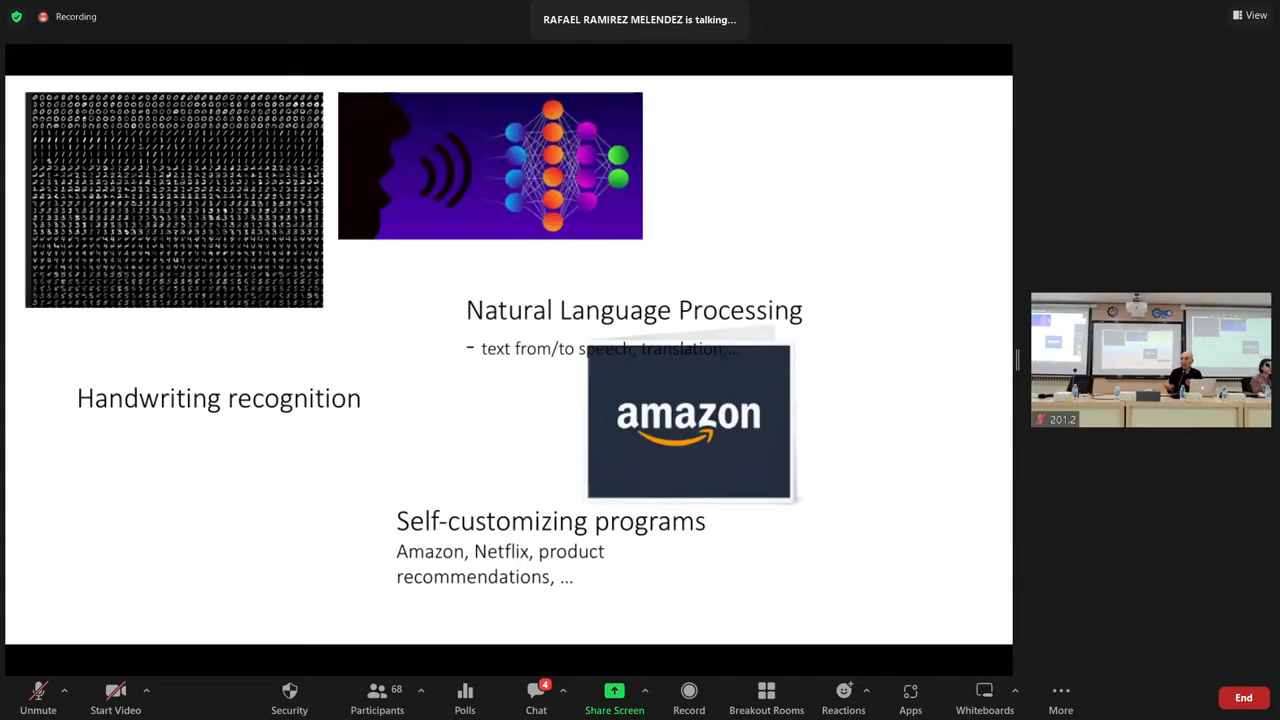 Recording
RAFAEL RAMIREZ MELENDEZ is talking...
View
Natural Language Processing
- text from/to speech, translation,...
Handwriting recognition
amazon
Self-customizing programs
Amazon, Netflix, product
recommendations, ...
201.2
Unmute
Start Video
Security
68
Participants
Polls
4
Chat
Share Screen
Record
Breakout Rooms
Reactions
Apps
Whiteboards
More
End